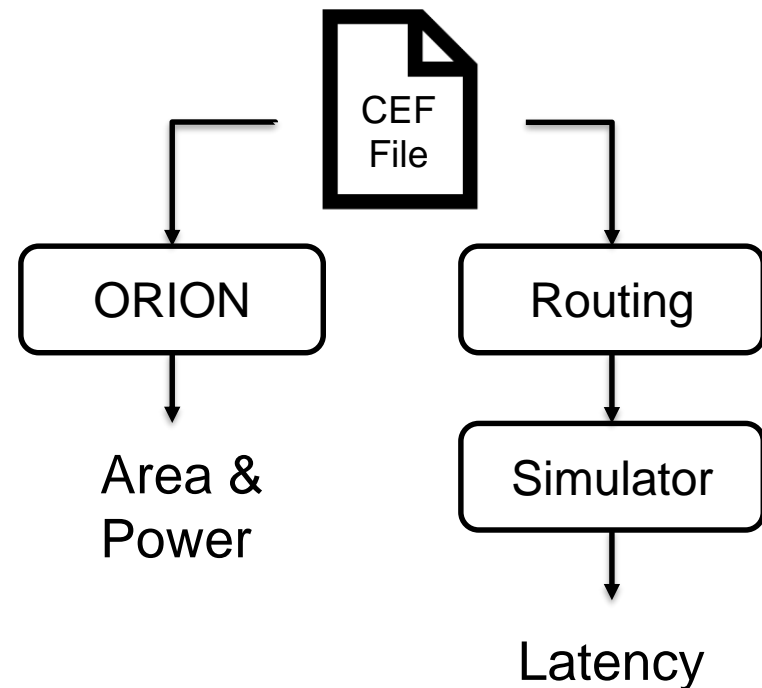 CEF
File
ORION
Routing
Area &
Power
Simulator
Latency